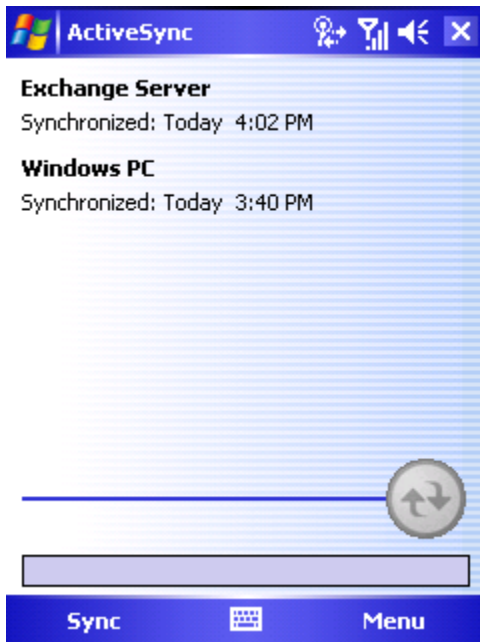 ActiveSync
Exchange Server
Synchronized: Today 4:02 PM
Windows PC
Synchronized: Today 3:40 PM
Sync Menu